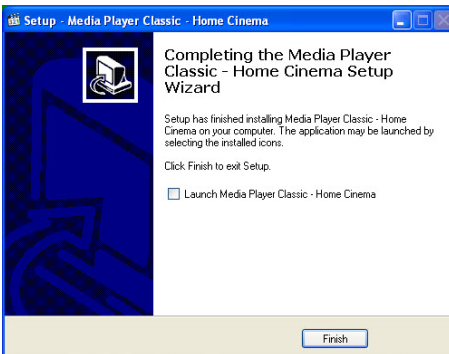 Setup - Media Player Classic - Home Cinema
Completing the Media Player
Classic - Home Cinema Setup
Wizard
Setup has finished installing Media Player Classic - Home
Cinema on your computer. The application may be launched by
selecting the installed icons.
Click Finish to exit Setup.
Launch Media Player Classic - Home Cinema
Finish